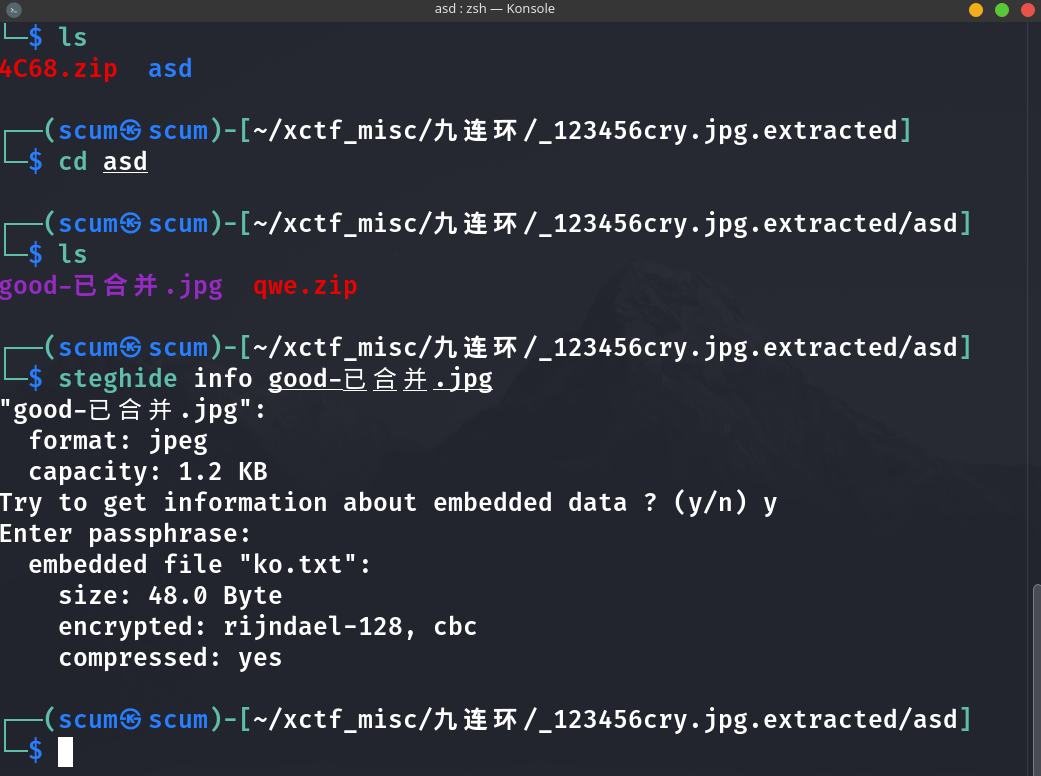 asd : zsh — Konsole
└─$ ls
4C68.zip  asd
┌──(scum㉿scum)-[~/xctf_misc/九连环/_123456cry.jpg.extracted]
└─$ cd asd
┌──(scum㉿scum)-[~/xctf_misc/九连环/_123456cry.jpg.extracted/asd]
└─$ ls
good-已合并.jpg  qwe.zip
┌──(scum㉿scum)-[~/xctf_misc/九连环/_123456cry.jpg.extracted/asd]
└─$ steghide info good-已合并.jpg
"good-已合并.jpg":
  format: jpeg
  capacity: 1.2 KB
Try to get information about embedded data ? (y/n) y
Enter passphrase:
  embedded file "ko.txt":
    size: 48.0 Byte
    encrypted: rijndael-128, cbc
    compressed: yes
┌──(scum㉿scum)-[~/xctf_misc/九连环/_123456cry.jpg.extracted/asd]
└─$